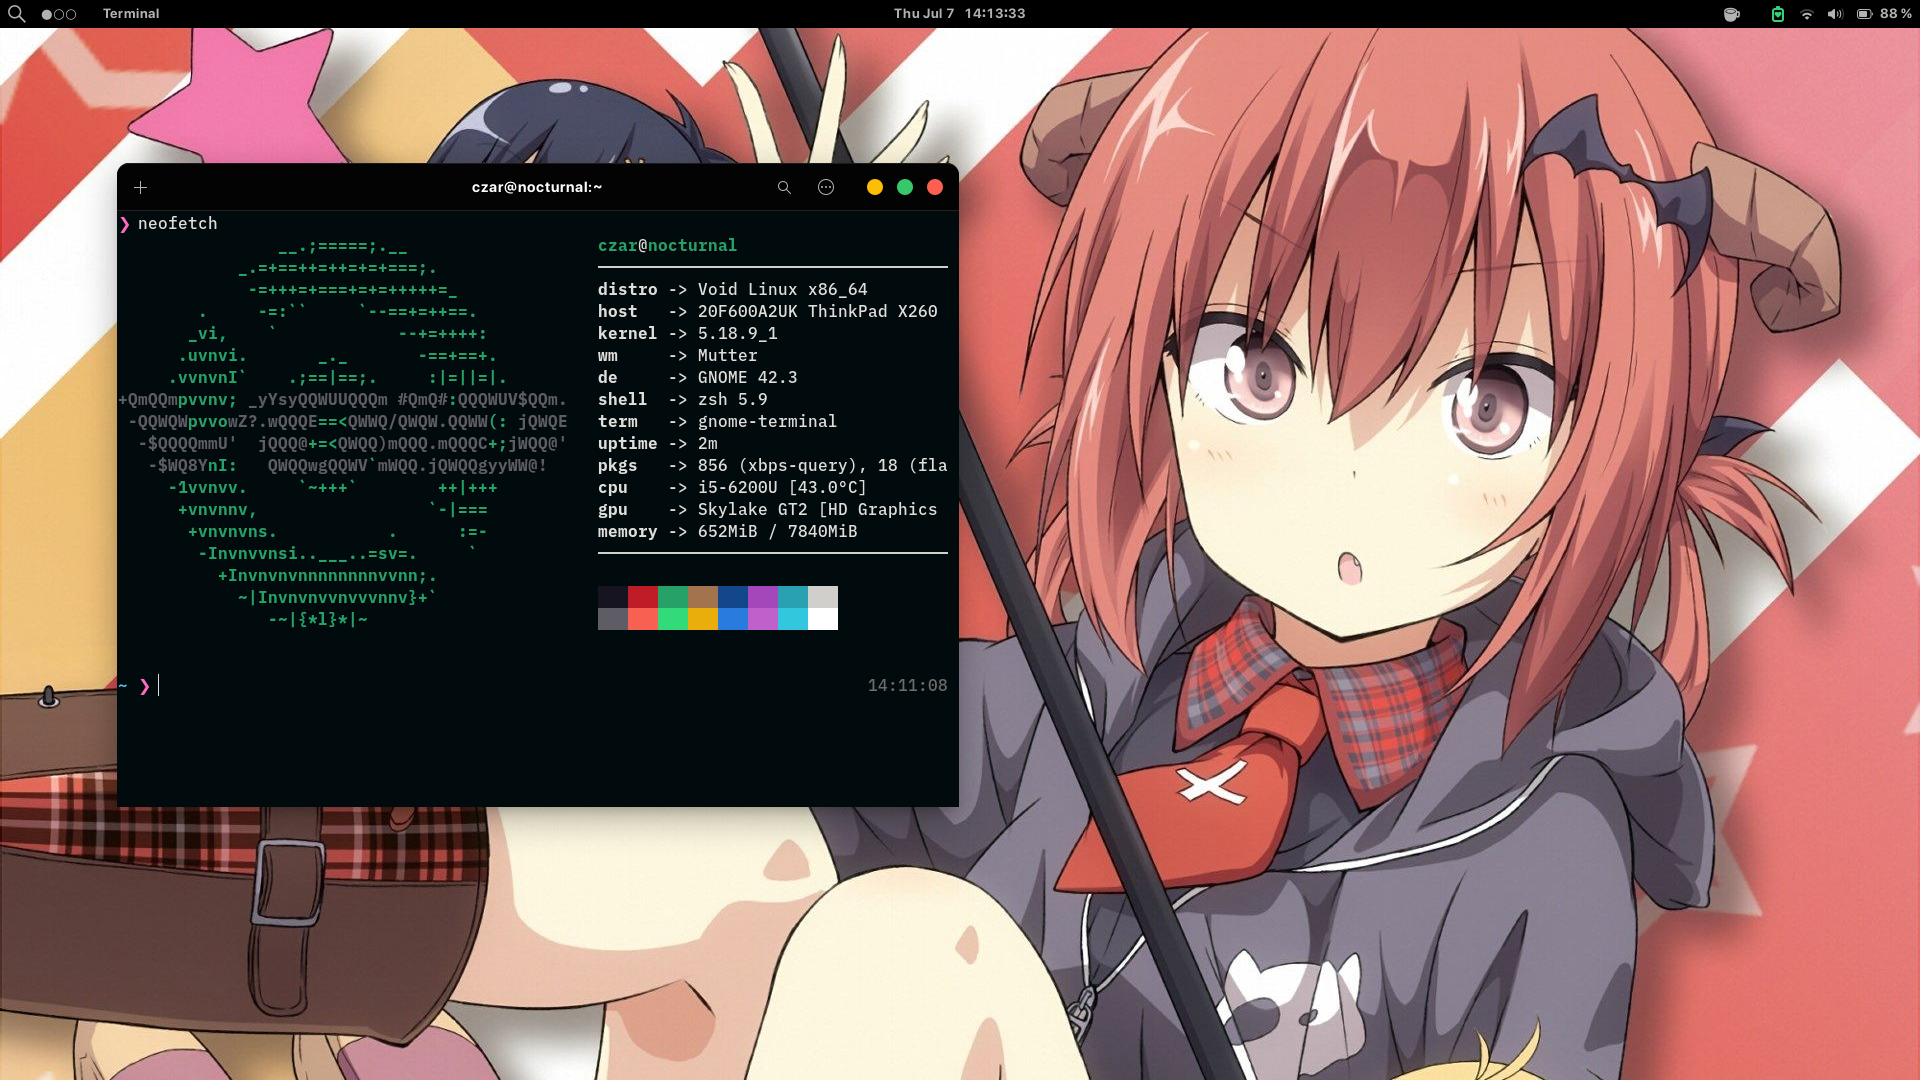 Terminal
Thu Jul 7 14:13:33
88 %
czar@nocturnal:~
❯ neofetch
__.;=====;.__
_.=+==++=++=+=+===;.
-=+++=+===+=+=+++++=_
. -=:`` `--==+=++==.
_vi, ` --+=++++:
.uvnvi. _._ -==+==+.
.vvnvnI` .;==|==;. :|=||=|.
+QmQQmpvvnv; _yYsyQQWUUQQQm #QmQ#:QQQWUV$QQm.
-QQWQWpvvowZ?.wQQQE==<QWWQ/QWQW.QQWW(: jQWQE
-$QQQQmmU' jQQQ@+=<QWQQ)mQQQ.mQQQC+;jWQQ@'
-$WQ8YnI: QWQQwgQQWV`mWQQ.jQWQQgyyWW@!
-1vvnvv. `~+++` ++|+++
+vnvnnv, `-|===
+vnvnvns. . :=-
-Invnvvnsi..___..=sv=. `
+Invnvnvnnnnnnnnvvnn;.
~|Invnvnvvnvvvnnv}+`
-~|{*l}*|~
czar@nocturnal
distro -> Void Linux x86_64
host -> 20F600A2UK ThinkPad X260
kernel -> 5.18.9_1
wm -> Mutter
de -> GNOME 42.3
shell -> zsh 5.9
term -> gnome-terminal
uptime -> 2m
pkgs -> 856 (xbps-query), 18 (fla
cpu -> i5-6200U [43.0°C]
gpu -> Skylake GT2 [HD Graphics
memory -> 652MiB / 7840MiB
~ ❯ 14:11:08